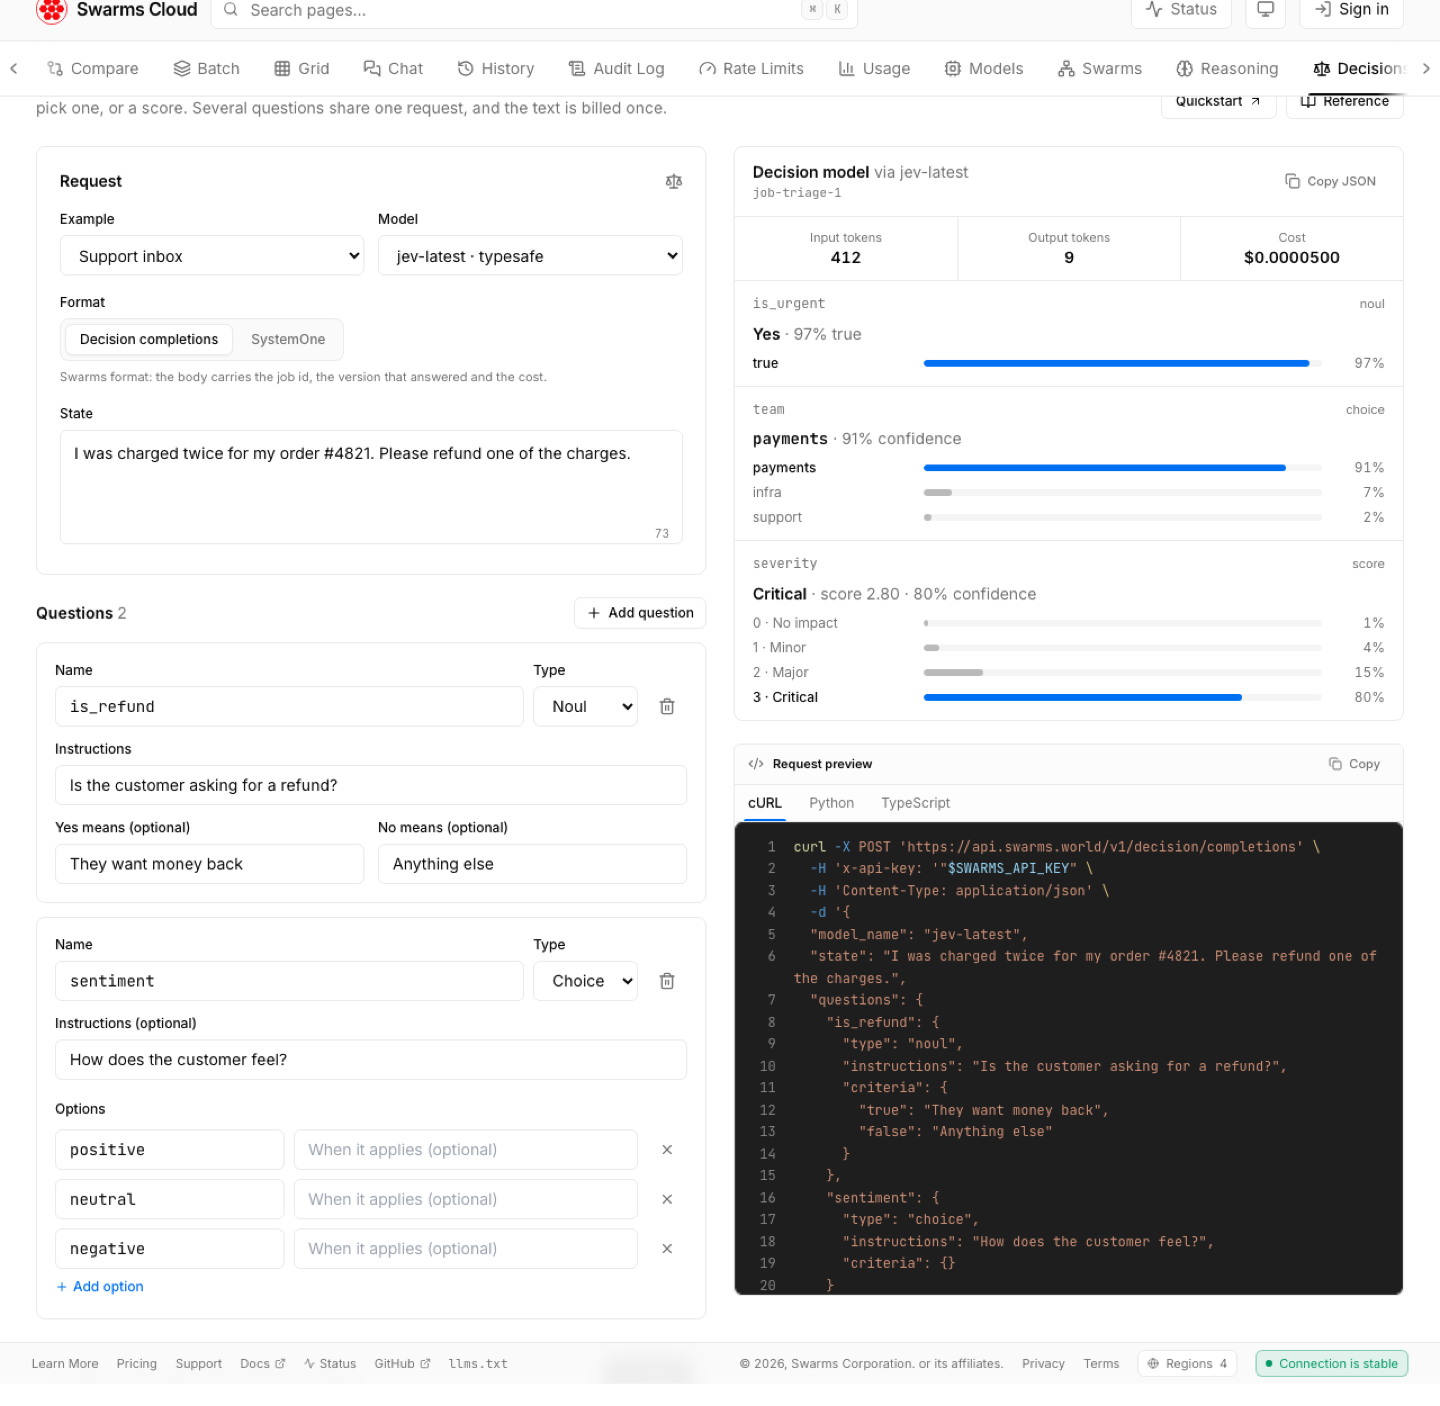 Swarms Cloud
Search pages...
⌘ K
Status
Sign in
Compare
Batch
Grid
Chat
History
Audit Log
Rate Limits
Usage
Models
Swarms
Reasoning
Decisions
pick one, or a score. Several questions share one request, and the text is billed once.
Quickstart
Reference
Request
Example
Model
Support inbox
jev-latest · typesafe
Format
Decision completions
SystemOne
Swarms format: the body carries the job id, the version that answered and the cost.
State
I was charged twice for my order #4821. Please refund one of the charges.
73
Questions 2
+ Add question
Name
Type
is_refund
Noul
Instructions
Is the customer asking for a refund?
Yes means (optional)
No means (optional)
They want money back
Anything else
Name
Type
sentiment
Choice
Instructions (optional)
How does the customer feel?
Options
positive
When it applies (optional)
neutral
When it applies (optional)
negative
When it applies (optional)
+ Add option
Decision model via jev-latest
job-triage-1
Copy JSON
Input tokens
412
Output tokens
9
Cost
$0.0000500
is_urgent
noul
Yes · 97% true
true
97%
team
choice
payments · 91% confidence
payments
91%
infra
7%
support
2%
severity
score
Critical · score 2.80 · 80% confidence
0 · No impact
1%
1 · Minor
4%
2 · Major
15%
3 · Critical
80%
</> Request preview
Copy
cURL
Python
TypeScript
1 curl -X POST 'https://api.swarms.world/v1/decision/completions' \
2 -H 'x-api-key: '"$SWARMS_API_KEY" \
3 -H 'Content-Type: application/json' \
4 -d '{
5 "model_name": "jev-latest",
6 "state": "I was charged twice for my order #4821. Please refund one of
the charges.",
7 "questions": {
8 "is_refund": {
9 "type": "noul",
10 "instructions": "Is the customer asking for a refund?",
11 "criteria": {
12 "true": "They want money back",
13 "false": "Anything else"
14 }
15 },
16 "sentiment": {
17 "type": "choice",
18 "instructions": "How does the customer feel?",
19 "criteria": {}
20 }
Learn More
Pricing
Support
Docs
Status
GitHub
llms.txt
© 2026, Swarms Corporation. or its affiliates.
Privacy
Terms
Regions 4
Connection is stable